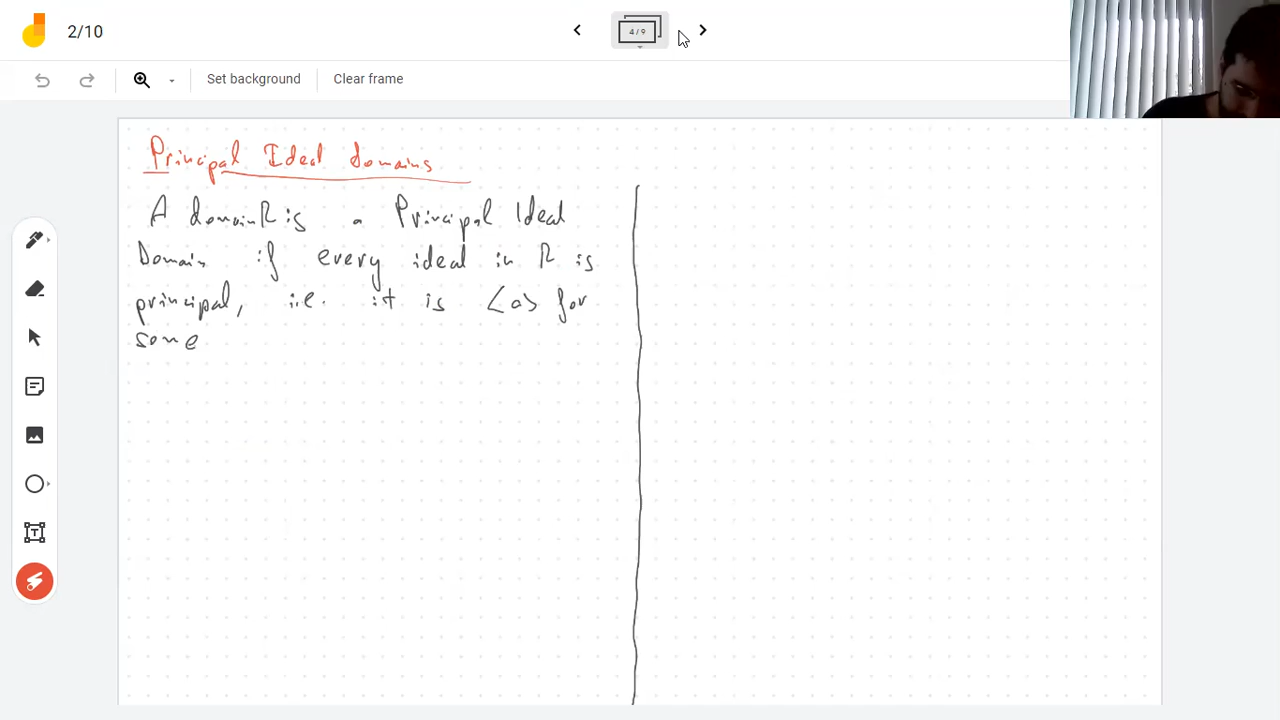 2/10
4 / 9
Set background
Clear frame
Principal Ideal Domains
A domain R is a Principal Ideal
Domain if every ideal in R is
principal, i.e. it is <a> for
some